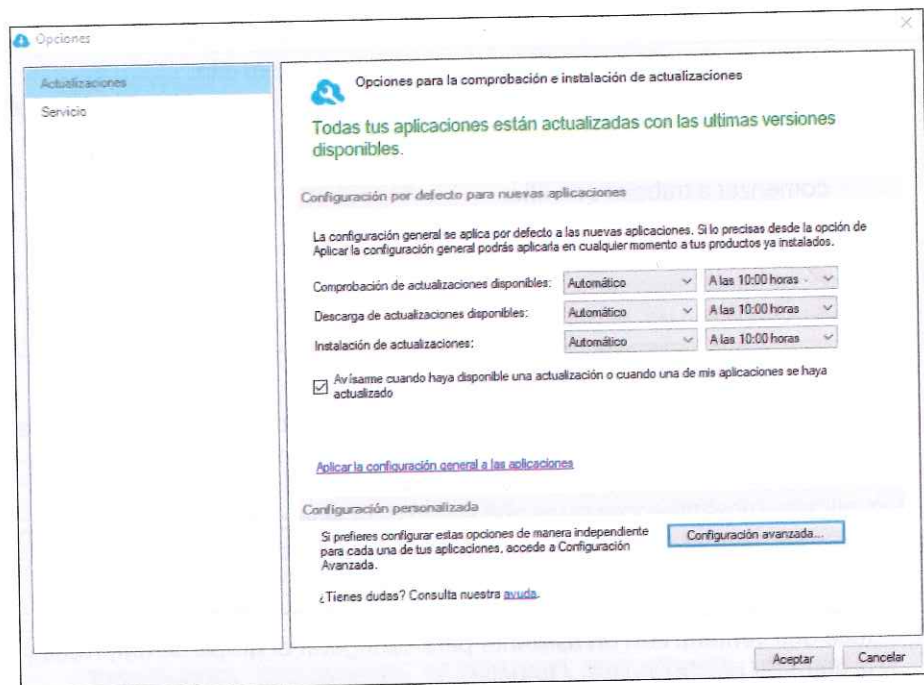 Opciones
Actualizaciones
Servicio
Opciones para la comprobación e instalación de actualizaciones
Todas tus aplicaciones están actualizadas con las ultimas versiones
disponibles.
Configuración por defecto para nuevas aplicaciones
La configuración general se aplica por defecto a las nuevas aplicaciones. Si lo precisas desde la opción de
Aplicar la configuración general podrás aplicarla en cualquier momento a tus productos ya instalados.
Comprobación de actualizaciones disponibles: Automático A las 10:00 horas
Descarga de actualizaciones disponibles: Automático A las 10:00 horas
Instalación de actualizaciones: Automático A las 10:00 horas
Avísarme cuando haya disponible una actualización o cuando una de mis aplicaciones se haya
actualizado
Aplicar la configuración general a las aplicaciones
Configuración personalizada
Si prefieres configurar estas opciones de manera independiente
para cada una de tus aplicaciones, accede a Configuración
Avanzada.
Configuración avanzada...
¿Tienes dudas? Consulta nuestra ayuda.
Aceptar Cancelar